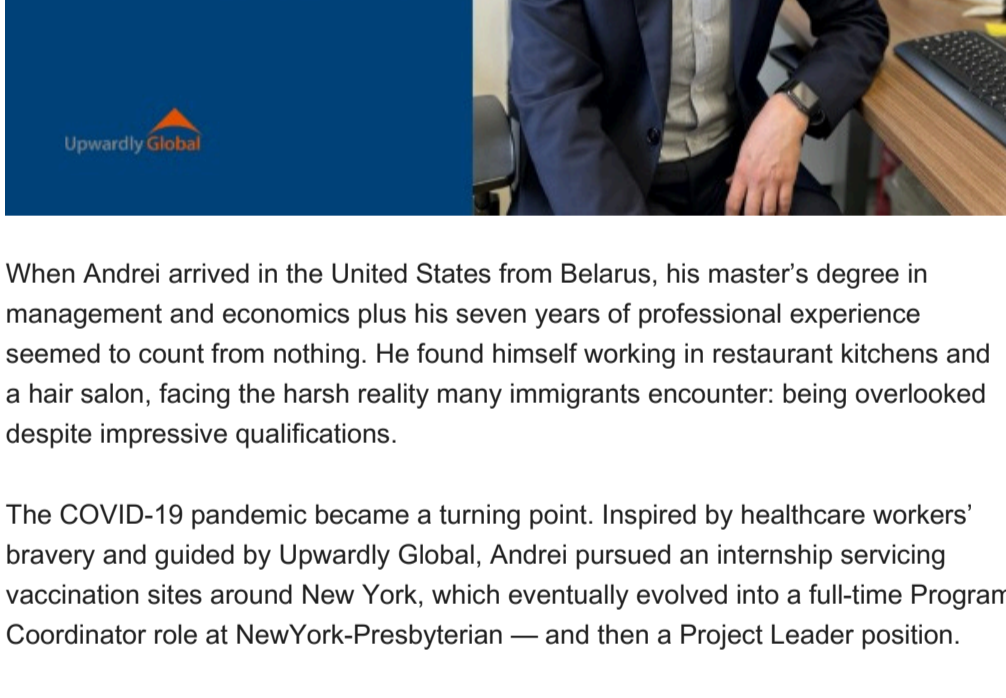 Upwardly Global
When Andrei arrived in the United States from Belarus, his master’s degree in
management and economics plus his seven years of professional experience
seemed to count from nothing. He found himself working in restaurant kitchens and
a hair salon, facing the harsh reality many immigrants encounter: being overlooked
despite impressive qualifications.
The COVID-19 pandemic became a turning point. Inspired by healthcare workers’
bravery and guided by Upwardly Global, Andrei pursued an internship servicing
vaccination sites around New York, which eventually evolved into a full-time Program
Coordinator role at NewYork-Presbyterian — and then a Project Leader position.